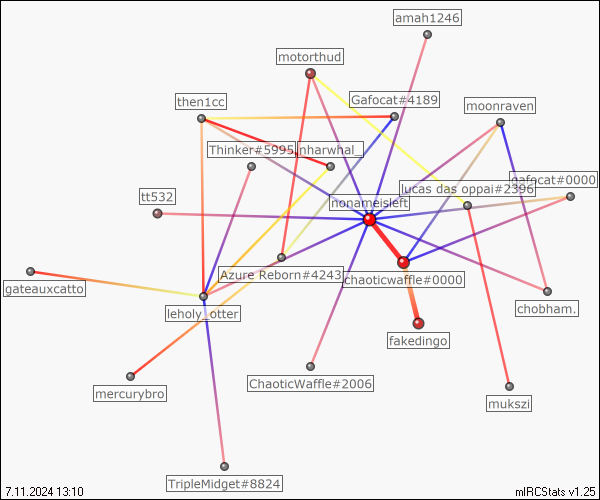 amah1246
motorthud
then1cc
Gafocat#4189
moonraven
Thinker#5995
nharwhal_
gafocat#0000
lucas das oppai#2396
tt532
nonameisleft
Azure Reborn#4243
chaoticwaffle#0000
gateauxcatto
leholy_otter
chobham.
fakedingo
ChaoticWaffle#2006
mercurybro
mukszi
TripleMidget#8824
7.11.2024 13:10
mIRCStats v1.25